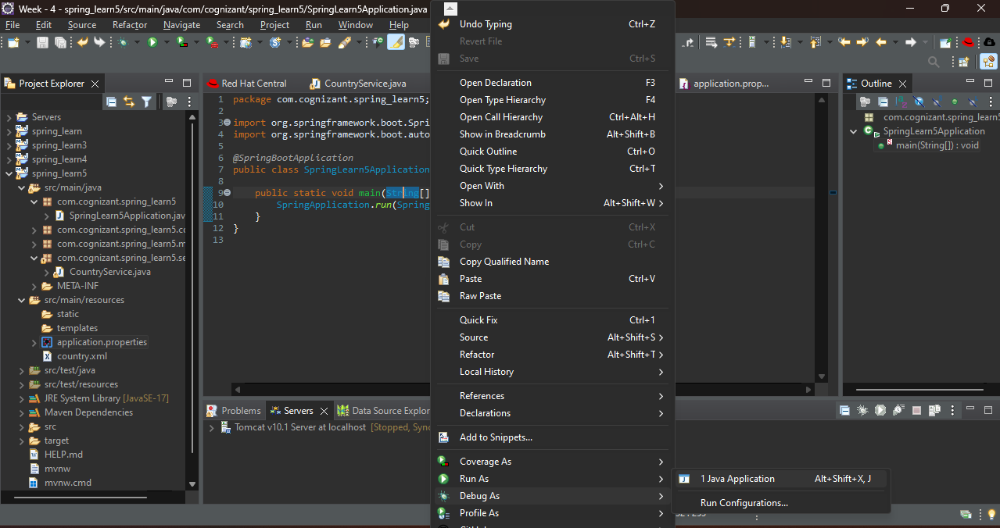 Week - 4 - spring_learn5/src/main/java/com/cognizant/spring_learn5/SpringLearn5Application.java
File Edit Source Refactor Navigate Search Project Run Window Help
Project Explorer
Servers
spring_learn
spring_learn3
spring_learn4
spring_learn5
src/main/java
com.cognizant.spring_learn5
SpringLearn5Application.jav
com.cognizant.spring_learn5.co
com.cognizant.spring_learn5.m
com.cognizant.spring_learn5.se
CountryService.java
META-INF
src/main/resources
static
templates
application.properties
country.xml
src/test/java
src/test/resources
JRE System Library [JavaSE-17]
Maven Dependencies
src
target
HELP.md
mvnw
mvnw.cmd
Red Hat Central
CountryService.java
application.prop...
1 package com.cognizant.spring_learn5;
2
3 import org.springframework.boot.Spri
4 import org.springframework.boot.auto
5
6 @SpringBootApplication
7 public class SpringLearn5Application
8
9 public static void main(String[]
10 SpringApplication.run(Spring
11 }
12 }
13
Problems
Servers
Data Source Explor
Tomcat v10.1 Server at localhost [Stopped, Sync
Undo Typing Ctrl+Z
Revert File
Save Ctrl+S
Open Declaration F3
Open Type Hierarchy F4
Open Call Hierarchy Ctrl+Alt+H
Show in Breadcrumb Alt+Shift+B
Quick Outline Ctrl+O
Quick Type Hierarchy Ctrl+T
Open With
Show In Alt+Shift+W
Cut Ctrl+X
Copy Ctrl+C
Copy Qualified Name
Paste Ctrl+V
Raw Paste
Quick Fix Ctrl+1
Source Alt+Shift+S
Refactor Alt+Shift+T
Local History
References
Declarations
Add to Snippets...
Coverage As
Run As
Debug As
Profile As
1 Java Application Alt+Shift+X, J
Run Configurations...
Outline
com.cognizant.spring_learn5
SpringLearn5Application
main(String[]) : void